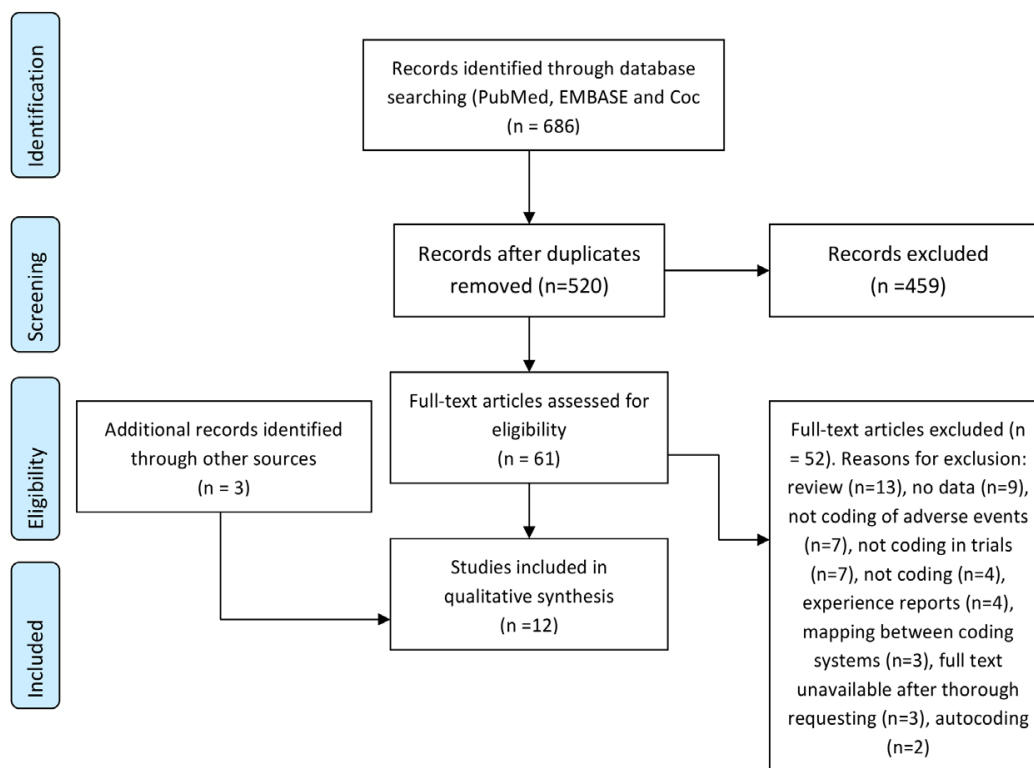 Identification
Records identified through database
searching (PubMed, EMBASE and Coc
(n = 686)
Screening
Records after duplicates
removed (n=520)
Records excluded
(n =459)
Eligibility
Additional records identified
through other sources
(n = 3)
Full-text articles assessed for
eligibility
(n = 61)
Full-text articles excluded (n
= 52). Reasons for exclusion:
review (n=13), no data (n=9),
not coding of adverse events
(n=7), not coding in trials
(n=7), not coding (n=4),
experience reports (n=4),
mapping between coding
systems (n=3), full text
unavailable after thorough
requesting (n=3), autocoding
(n=2)
Included
Studies included in
qualitative synthesis
(n =12)